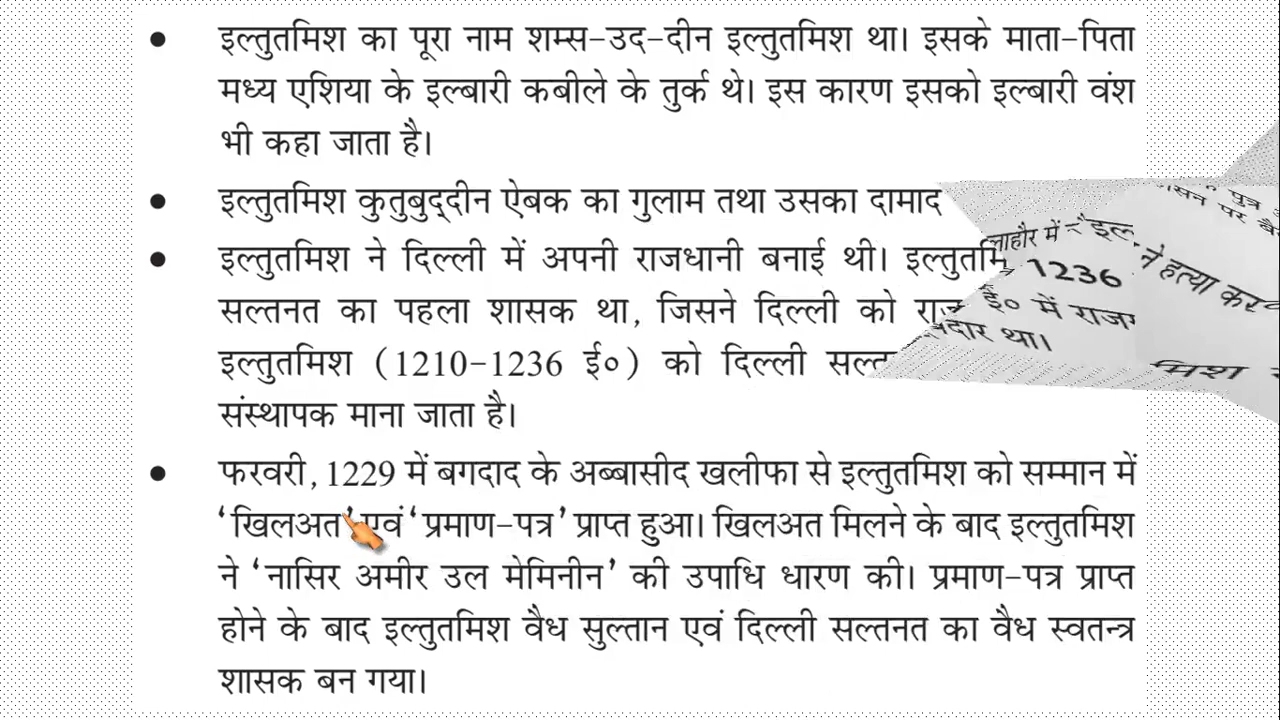 इल्तुतमिश का पूरा नाम शम्स-उद-दीन इल्तुतमिश था। इसके माता-पिता
मध्य एशिया के इल्बारी कबीले के तुर्क थे। इस कारण इसको इल्बारी वंश
भी कहा जाता है।
इल्तुतमिश कुतुबुद्दीन ऐबक का गुलाम तथा उसका दामाद
इल्तुतमिश ने दिल्ली में अपनी राजधानी बनाई थी।
सल्तनत का पहला शासक था, जिसने दिल्ली को
इल्तुतमिश (1210-1236 ई०) को दिल्ली
संस्थापक माना जाता है।
फरवरी, 1229 में बगदाद के अब्बासीद खलीफा से इल्तुतमिश को सम्मान में
‘खिलअत’ एवं ‘प्रमाण-पत्र’ प्राप्त हुआ। खिलअत मिलने के बाद इल्तुतमिश
ने ‘नासिर अमीर उल मेमिनीन’ की उपाधि धारण की। प्रमाण-पत्र प्राप्त
होने के बाद इल्तुतमिश वैध सुल्तान एवं दिल्ली सल्तनत का वैध स्वतन्त्र
शासक बन गया।
पुत्र
पर
लाहौर में
ने हत्या कर
1236
ई० में
था।